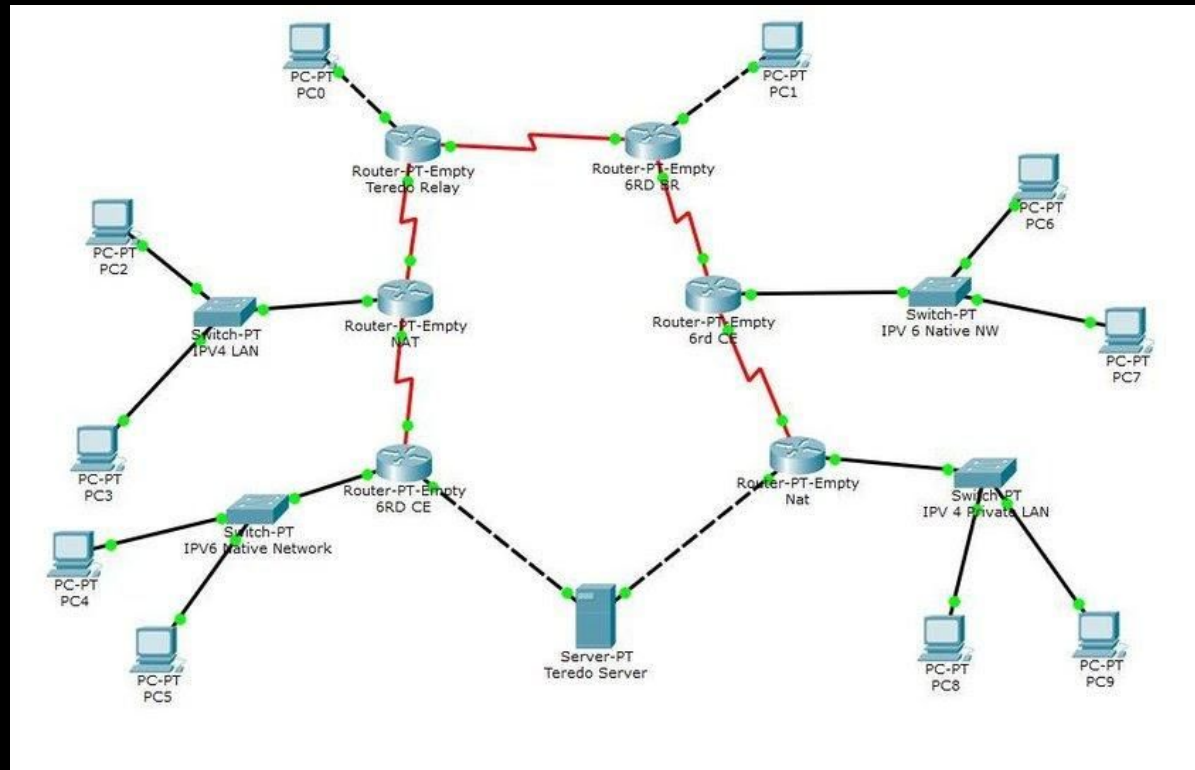 PC-PT
PC0
PC-PT
PC1
Router-PT-Empty
Teredo Relay
Router-PT-Empty
6RD BR
PC-PT
PC6
PC-PT
PC2
Switch-PT
IPV4 LAN
Router-PT-Empty
NAT
Router-PT-Empty
6rd CE
Switch-PT
IPV 6 Native NW
PC-PT
PC7
PC-PT
PC3
Router-PT-Empty
6RD CE
Router-PT-Empty
Nat
Switch-PT
IPV 4 Private LAN
Switch-PT
IPV6 Native Network
PC-PT
PC4
PC-PT
PC5
Server-PT
Teredo Server
PC-PT
PC8
PC-PT
PC9